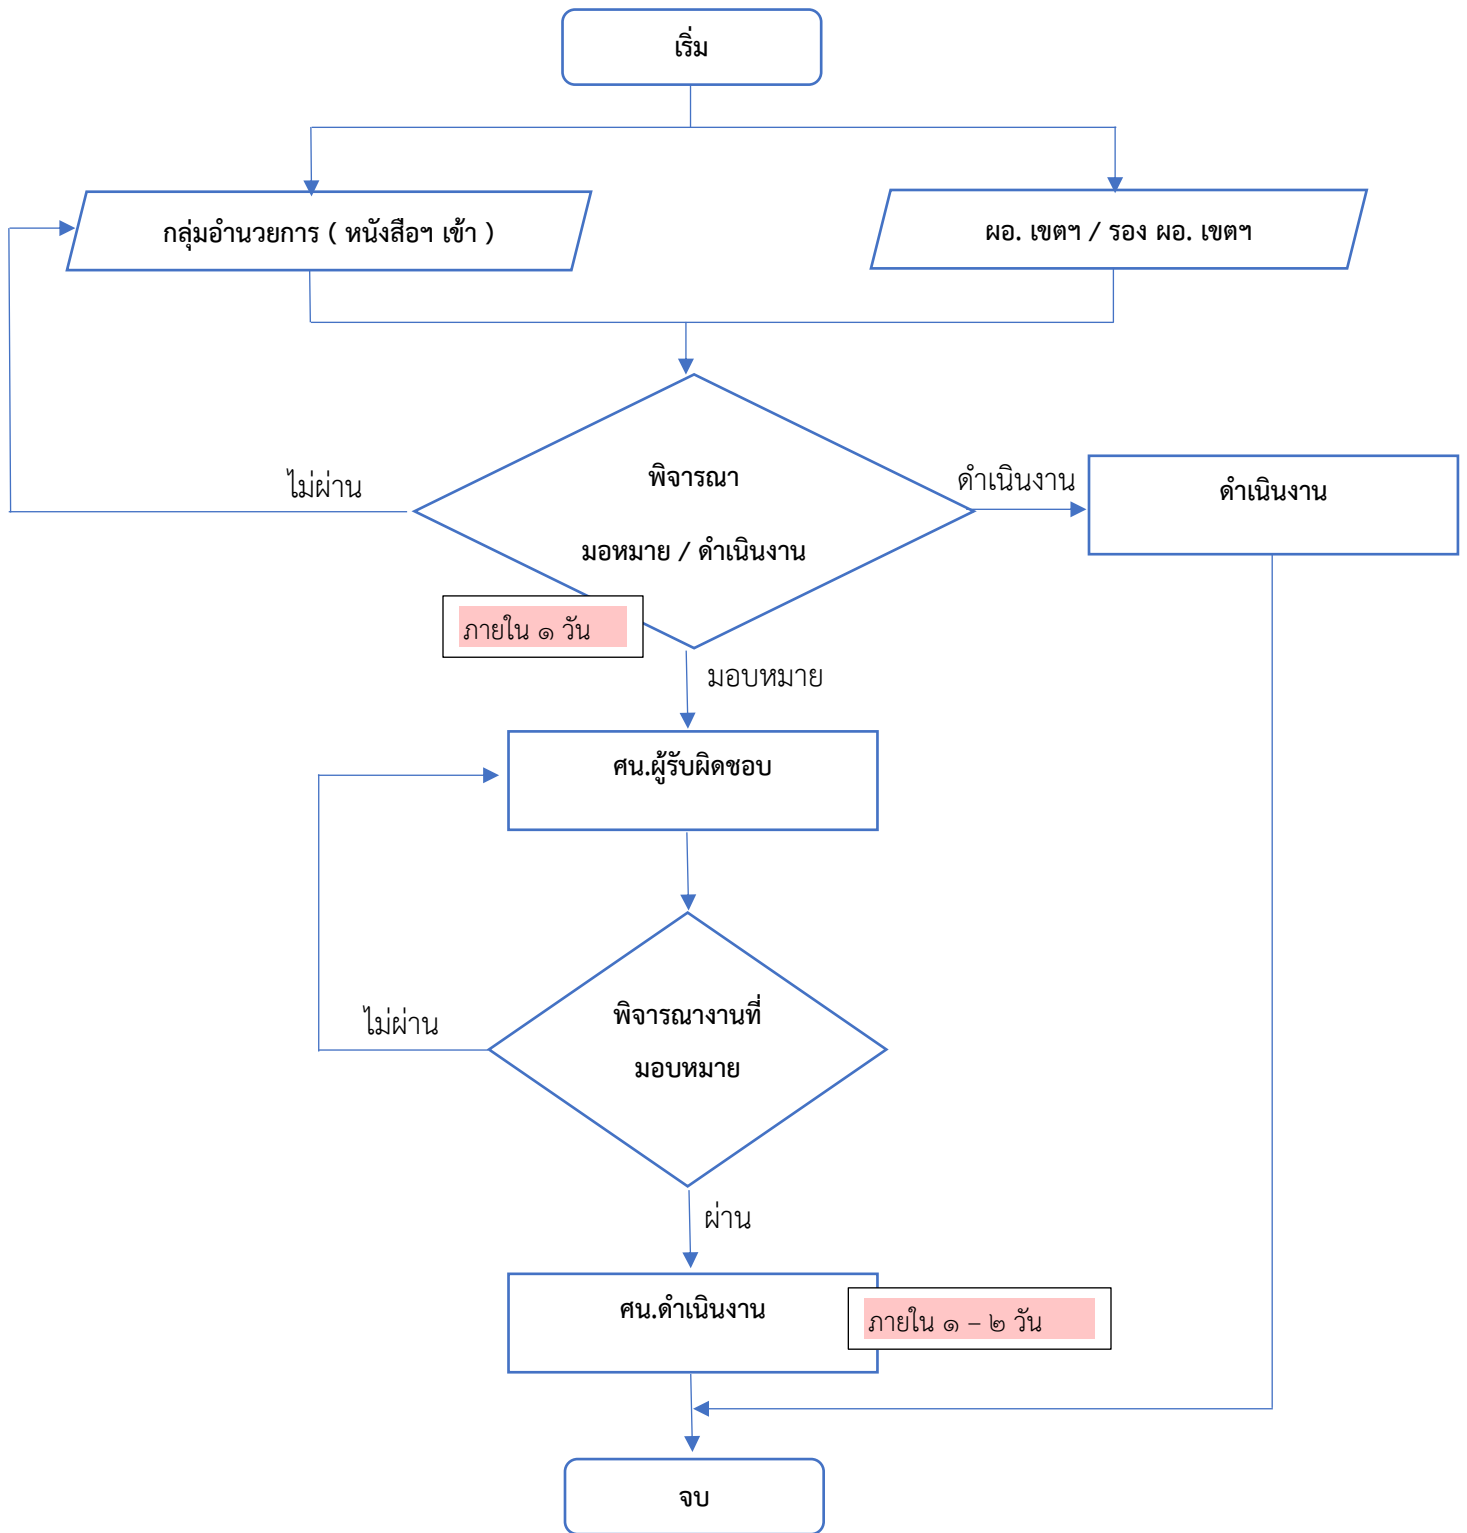 เริ่ม
กลุ่มอำนวยการ ( หนังสือฯ เข้า )
ผอ. เขตฯ / รอง ผอ. เขตฯ
พิจารณา
มอหมาย / ดำเนินงาน
ไม่ผ่าน
ดำเนินงาน
ดำเนินงาน
ภายใน ๑ วัน
มอบหมาย
ศน.ผู้รับผิดชอบ
พิจารณางานที่
มอบหมาย
ไม่ผ่าน
ผ่าน
ศน.ดำเนินงาน
ภายใน ๑ – ๒ วัน
จบ